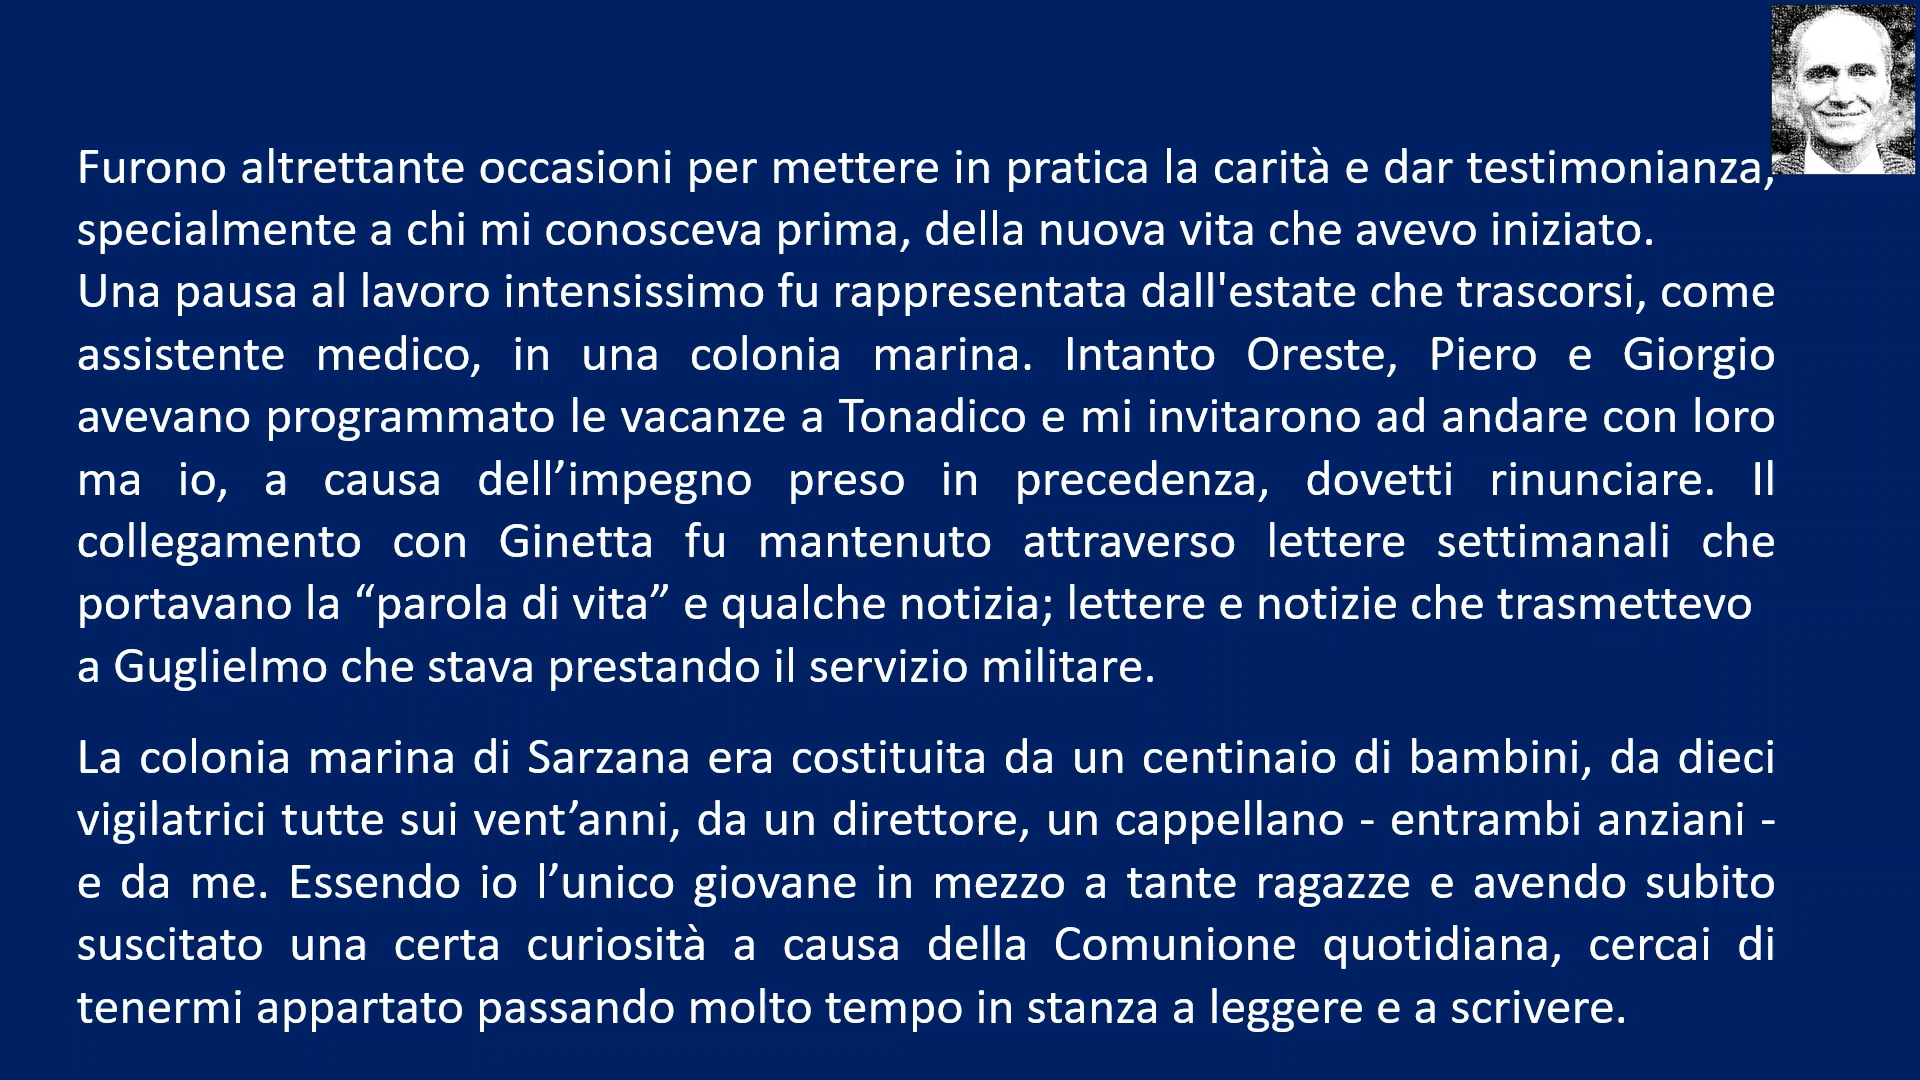 Furono altrettante occasioni per mettere in pratica la carità e dar testimonianza,
specialmente a chi mi conosceva prima, della nuova vita che avevo iniziato.
Una pausa al lavoro intensissimo fu rappresentata dall'estate che trascorsi, come
assistente medico, in una colonia marina. Intanto Oreste, Piero e Giorgio
avevano programmato le vacanze a Tonadico e mi invitarono ad andare con loro
ma io, a causa dell’impegno preso in precedenza, dovetti rinunciare. Il
collegamento con Ginetta fu mantenuto attraverso lettere settimanali che
portavano la “parola di vita” e qualche notizia; lettere e notizie che trasmettevo
a Guglielmo che stava prestando il servizio militare.
La colonia marina di Sarzana era costituita da un centinaio di bambini, da dieci
vigilatrici tutte sui vent’anni, da un direttore, un cappellano - entrambi anziani -
e da me. Essendo io l’unico giovane in mezzo a tante ragazze e avendo subito
suscitato una certa curiosità a causa della Comunione quotidiana, cercai di
tenermi appartato passando molto tempo in stanza a leggere e a scrivere.